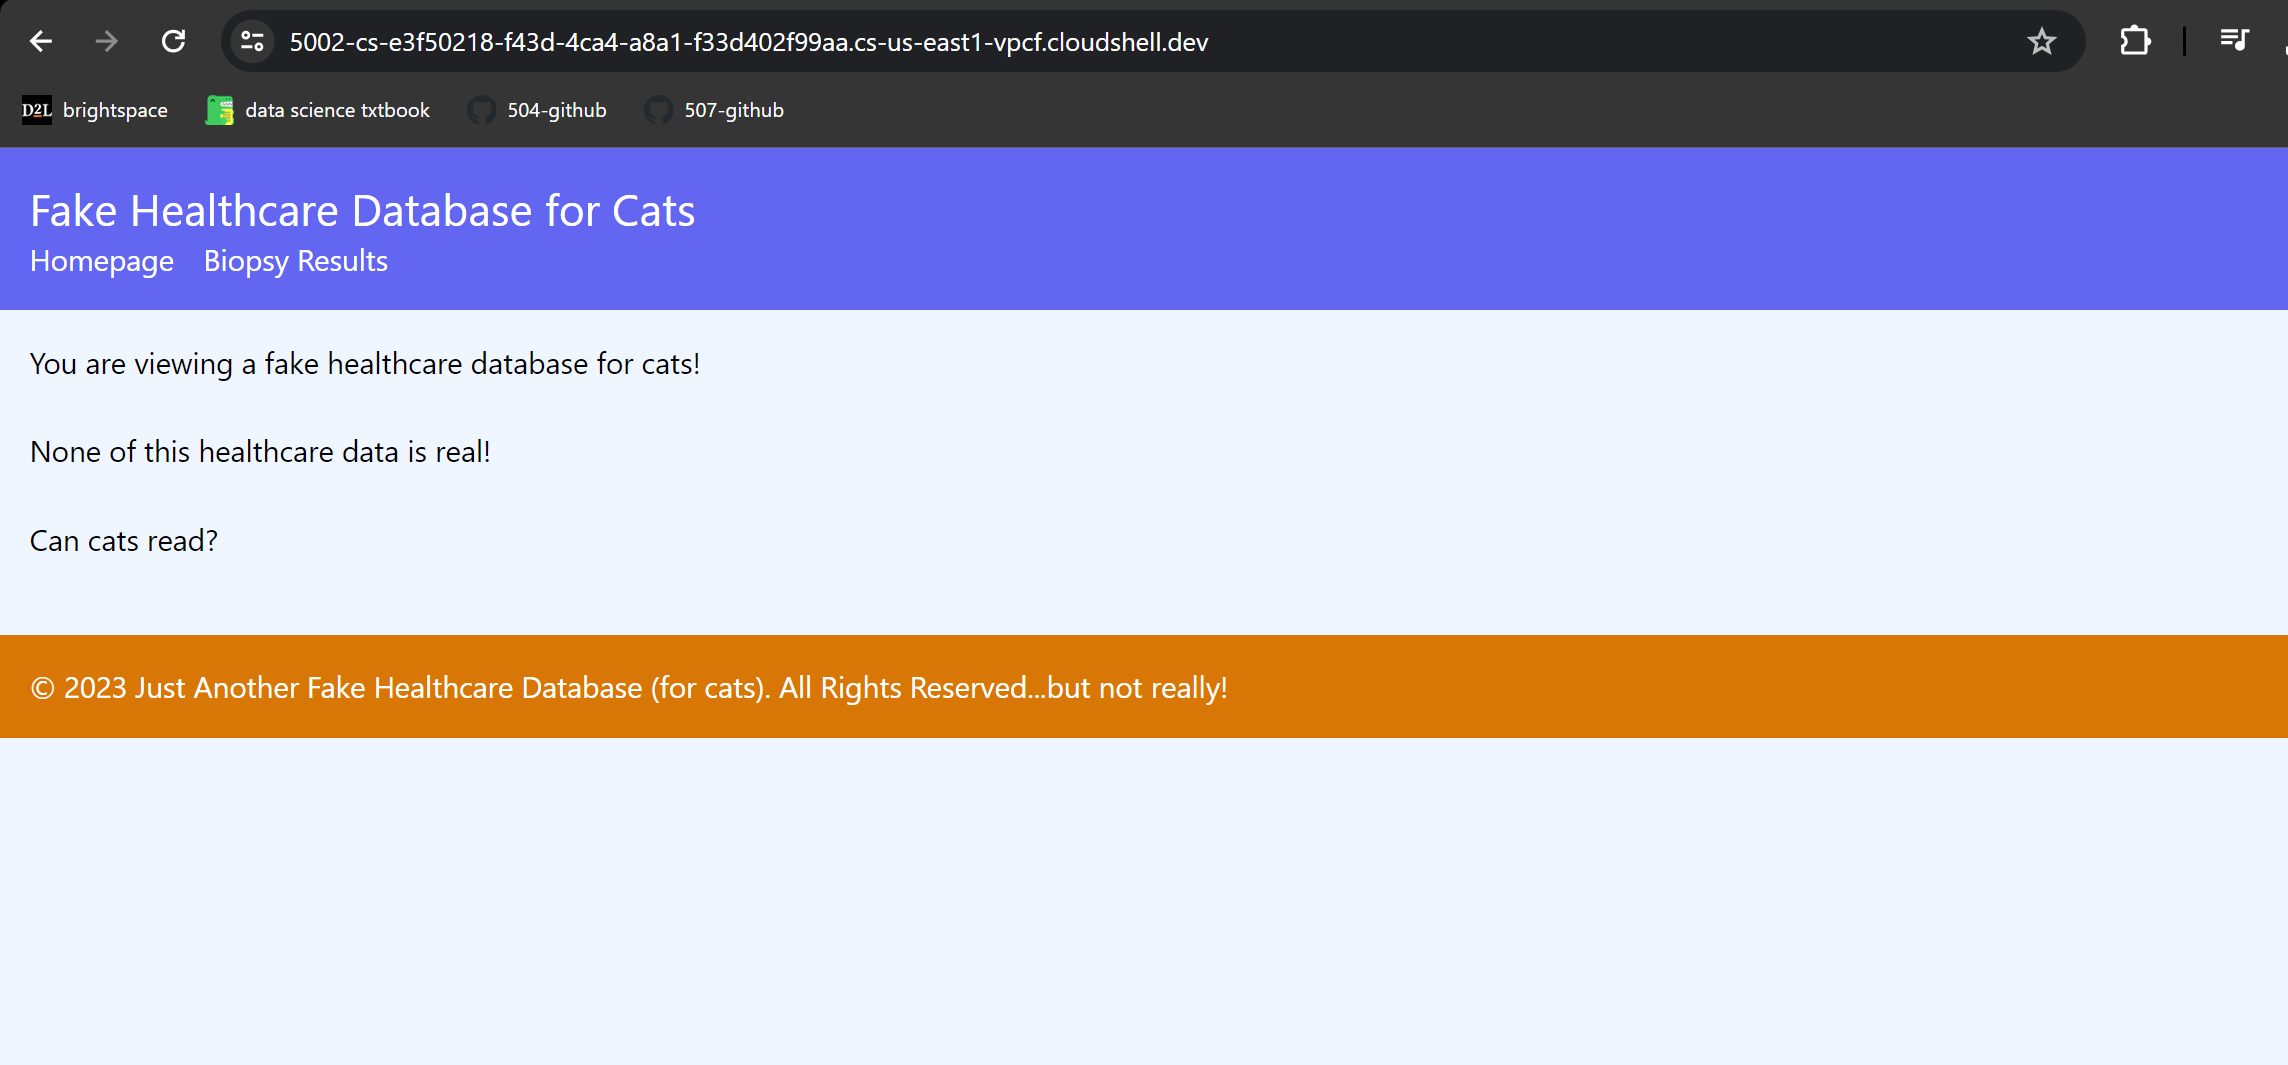 5002-cs-e3f50218-f43d-4ca4-a8a1-f33d402f99aa.cs-us-east1-vpcf.cloudshell.dev
D2L brightspace data science txtbook 504-github 507-github
Fake Healthcare Database for Cats
Homepage Biopsy Results
You are viewing a fake healthcare database for cats!
None of this healthcare data is real!
Can cats read?
© 2023 Just Another Fake Healthcare Database (for cats). All Rights Reserved...but not really!